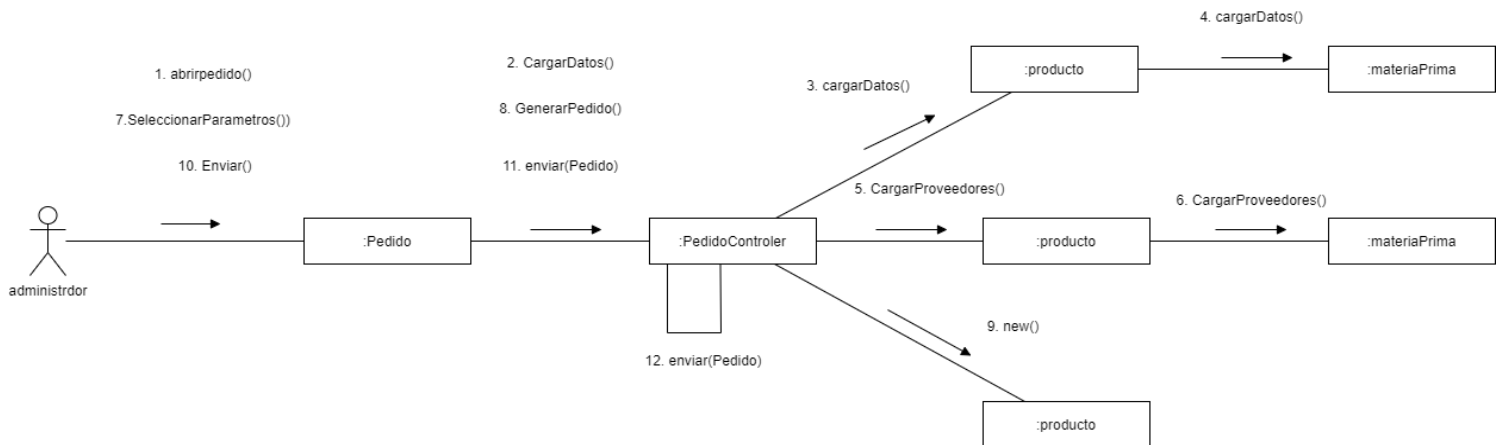 4. cargarDatos()
1. abrirpedido()
2. CargarDatos()
:producto
:materiaPrima
3. cargarDatos()
8. GenerarPedido()
7.SeleccionarParametros())
10. Enviar()
11. enviar(Pedido)
5. CargarProveedores()
6. CargarProveedores()
:Pedido
:PedidoControler
:producto
:materiaPrima
administrdor
9. new()
12. enviar(Pedido)
:producto